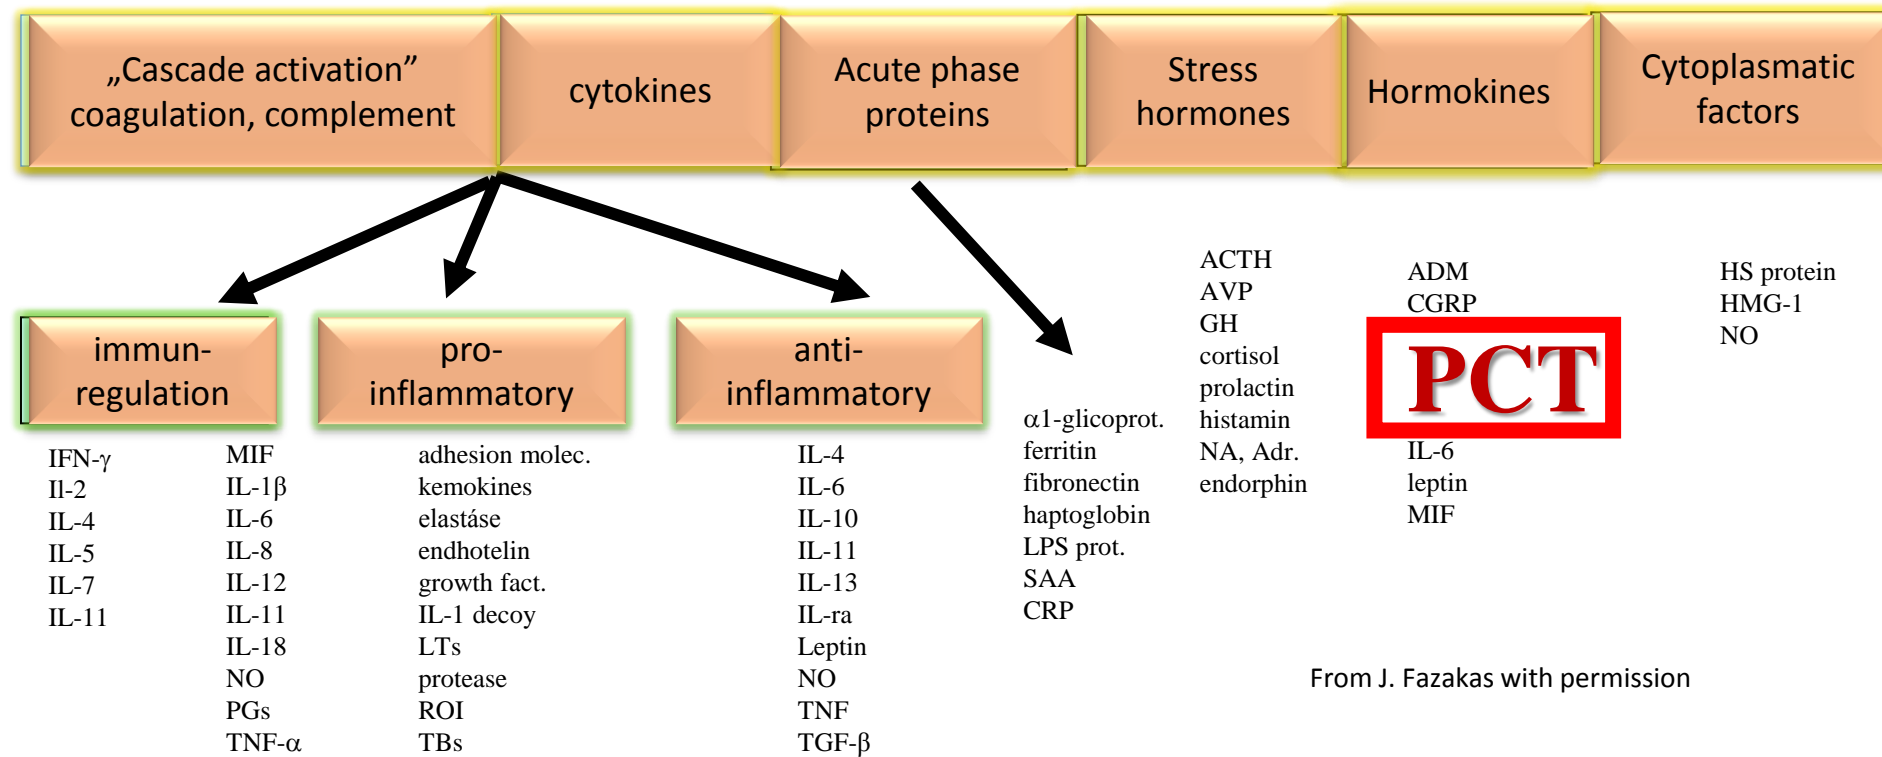 „Cascade activation”
coagulation, complement
cytokines
Acute phase
proteins
Stress
hormones
Hormokines
Cytoplasmatic
factors
immun-
regulation
pro-
inflammatory
anti-
inflammatory
IFN-γ
Il-2
IL-4
IL-5
IL-7
IL-11
MIF
IL-1β
IL-6
IL-8
IL-12
IL-11
IL-18
NO
PGs
TNF-α
adhesion molec.
kemokines
elastáse
endhotelin
growth fact.
IL-1 decoy
LTs
protease
ROI
TBs
IL-4
IL-6
IL-10
IL-11
IL-13
IL-ra
Leptin
NO
TNF
TGF-β
α1-glicoprot.
ferritin
fibronectin
haptoglobin
LPS prot.
SAA
CRP
ACTH
AVP
GH
cortisol
prolactin
histamin
NA, Adr.
endorphin
ADM
CGRP
PCT
IL-6
leptin
MIF
HS protein
HMG-1
NO
From J. Fazakas with permission